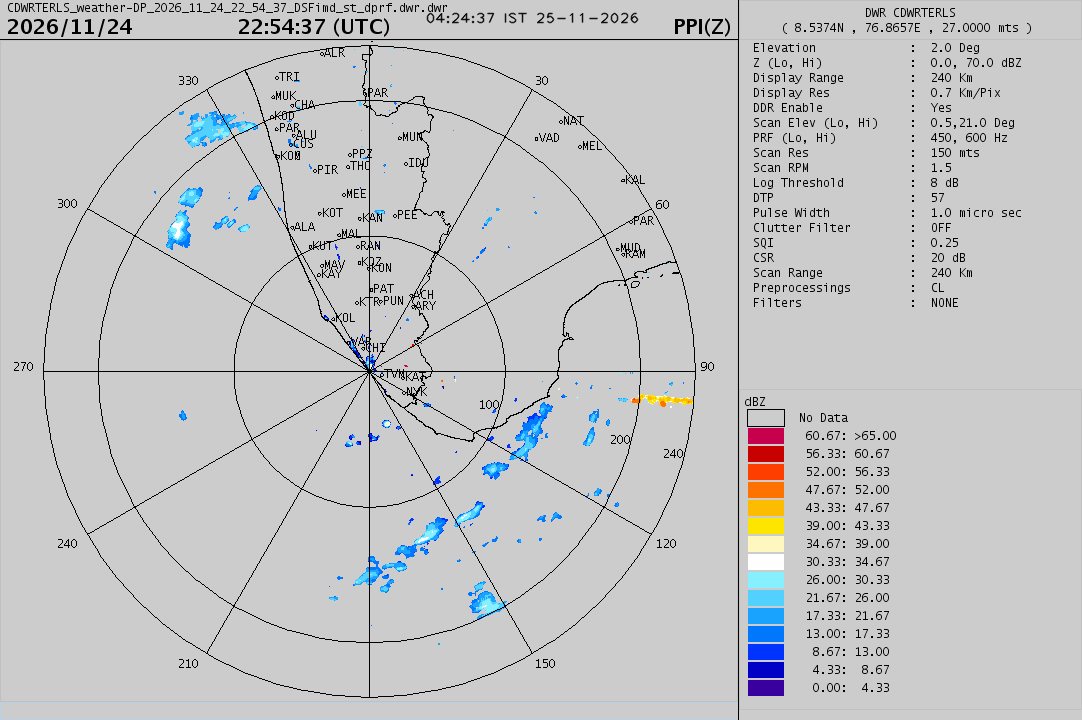 CDWRTERLS_weather-DP_2026_11_24_22_54_37_DSFimd_st_dprf.dwr.dwr
2026/11/24 22:54:37 (UTC) 04:24:37 IST 25-11-2026 PPI(Z)
DWR CDWRTERLS
( 8.5374N , 76.8657E , 27.0000 mts )
Elevation : 2.0 Deg
Z (Lo, Hi) : 0.0, 70.0 dBZ
Display Range : 240 Km
Display Res : 0.7 Km/Pix
DDR Enable : Yes
Scan Elev (Lo, Hi) : 0.5,21.0 Deg
PRF (Lo, Hi) : 450, 600 Hz
Scan Res : 150 mts
Scan RPM : 1.5
Log Threshold : 8 dB
DTP : 57
Pulse Width : 1.0 micro sec
Clutter Filter : OFF
SQI : 0.25
CSR : 20 dB
Scan Range : 240 Km
Preprocessings : CL
Filters : NONE
dBZ
No Data
60.67: >65.00
56.33: 60.67
52.00: 56.33
47.67: 52.00
43.33: 47.67
39.00: 43.33
34.67: 39.00
30.33: 34.67
26.00: 30.33
21.67: 26.00
17.33: 21.67
13.00: 17.33
8.67: 13.00
4.33: 8.67
0.00: 4.33
ALR
330 TRI 30
MUK PAR
CHA
KOD NAT
PAR
ALU MUN VAD
CUS MEL
PPZ
THO IDU
PIR KAL
MEE
300 60
KOT KAN PEE PAR
ALA
MAL
KUT RAN MUD
RAM
KOZ
MAV KON
KAY
PAT
KTR PUN ACH
ARY
KOL
VAR
CHI
270 90
TVM KAT
NYK
100
200
240
240 120
210 150